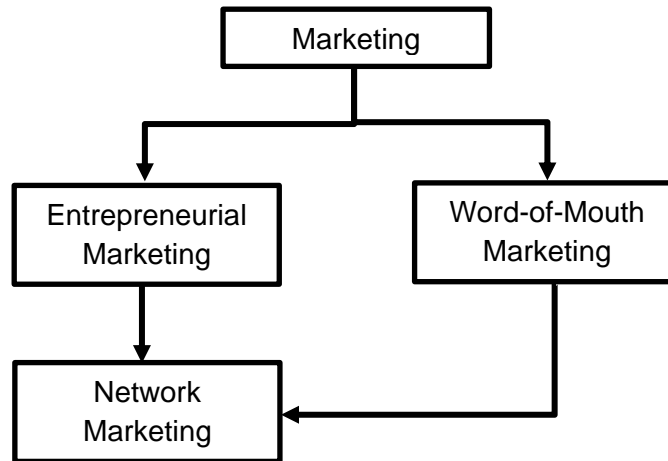 Marketing
Entrepreneurial
Marketing
Word-of-Mouth
Marketing
Network
Marketing